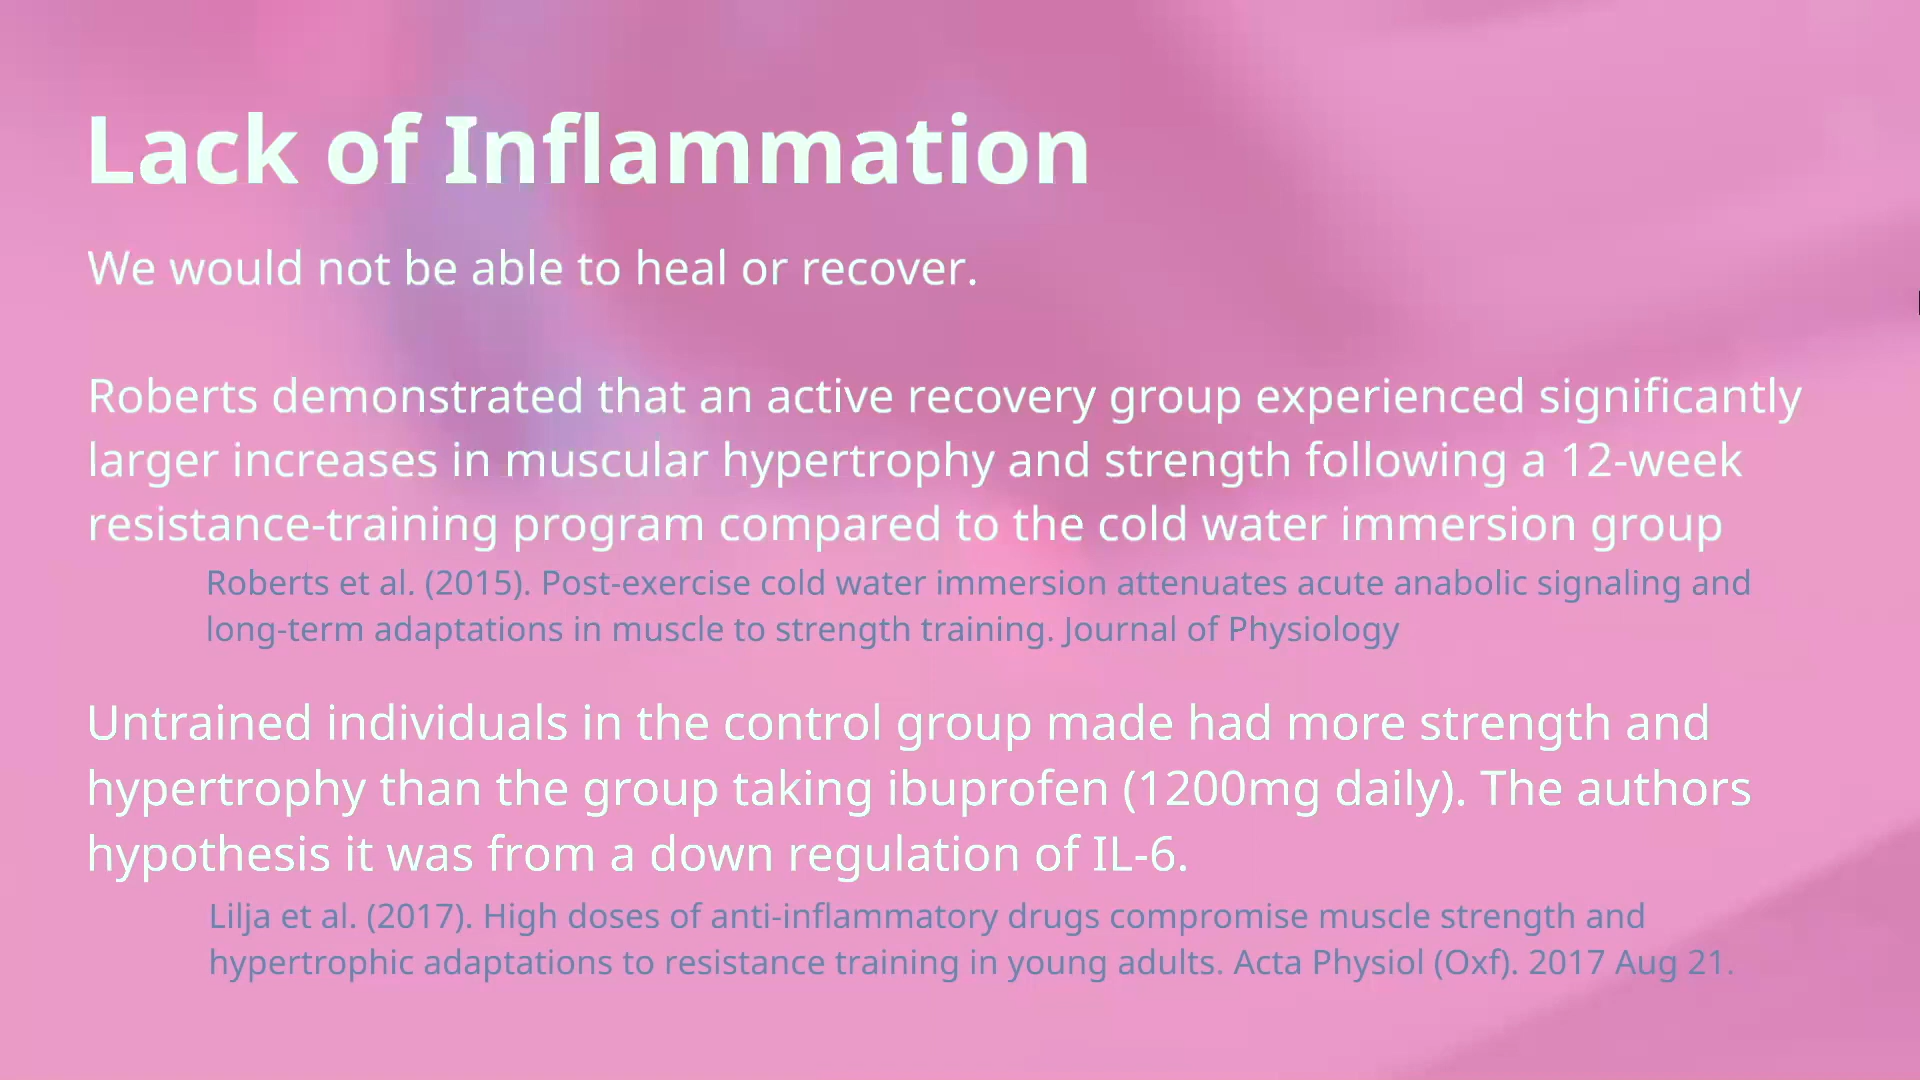 Lack of Inflammation
We would not be able to heal or recover.
Roberts demonstrated that an active recovery group experienced significantly
larger increases in muscular hypertrophy and strength following a 12-week
resistance-training program compared to the cold water immersion group
Roberts et al. (2015). Post-exercise cold water immersion attenuates acute anabolic signaling and
long-term adaptations in muscle to strength training. Journal of Physiology
Untrained individuals in the control group made had more strength and
hypertrophy than the group taking ibuprofen (1200mg daily). The authors
hypothesis it was from a down regulation of IL-6.
Lilja et al. (2017). High doses of anti-inflammatory drugs compromise muscle strength and
hypertrophic adaptations to resistance training in young adults. Acta Physiol (Oxf). 2017 Aug 21.